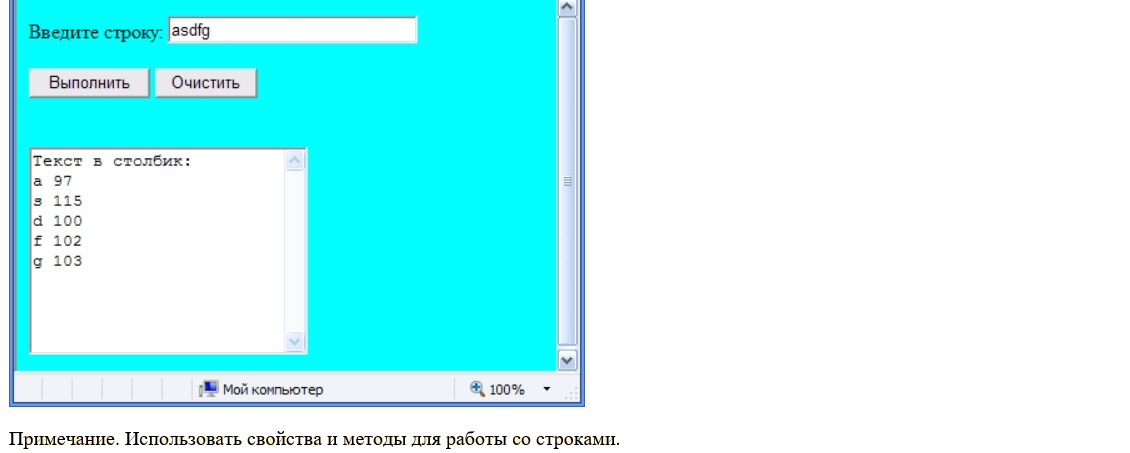 Введите строку: asdfg
Выполнить Очистить
Текст в столбик:
a 97
s 115
d 100
f 102
g 103
Мой компьютер 100%
Примечание. Использовать свойства и методы для работы со строками.